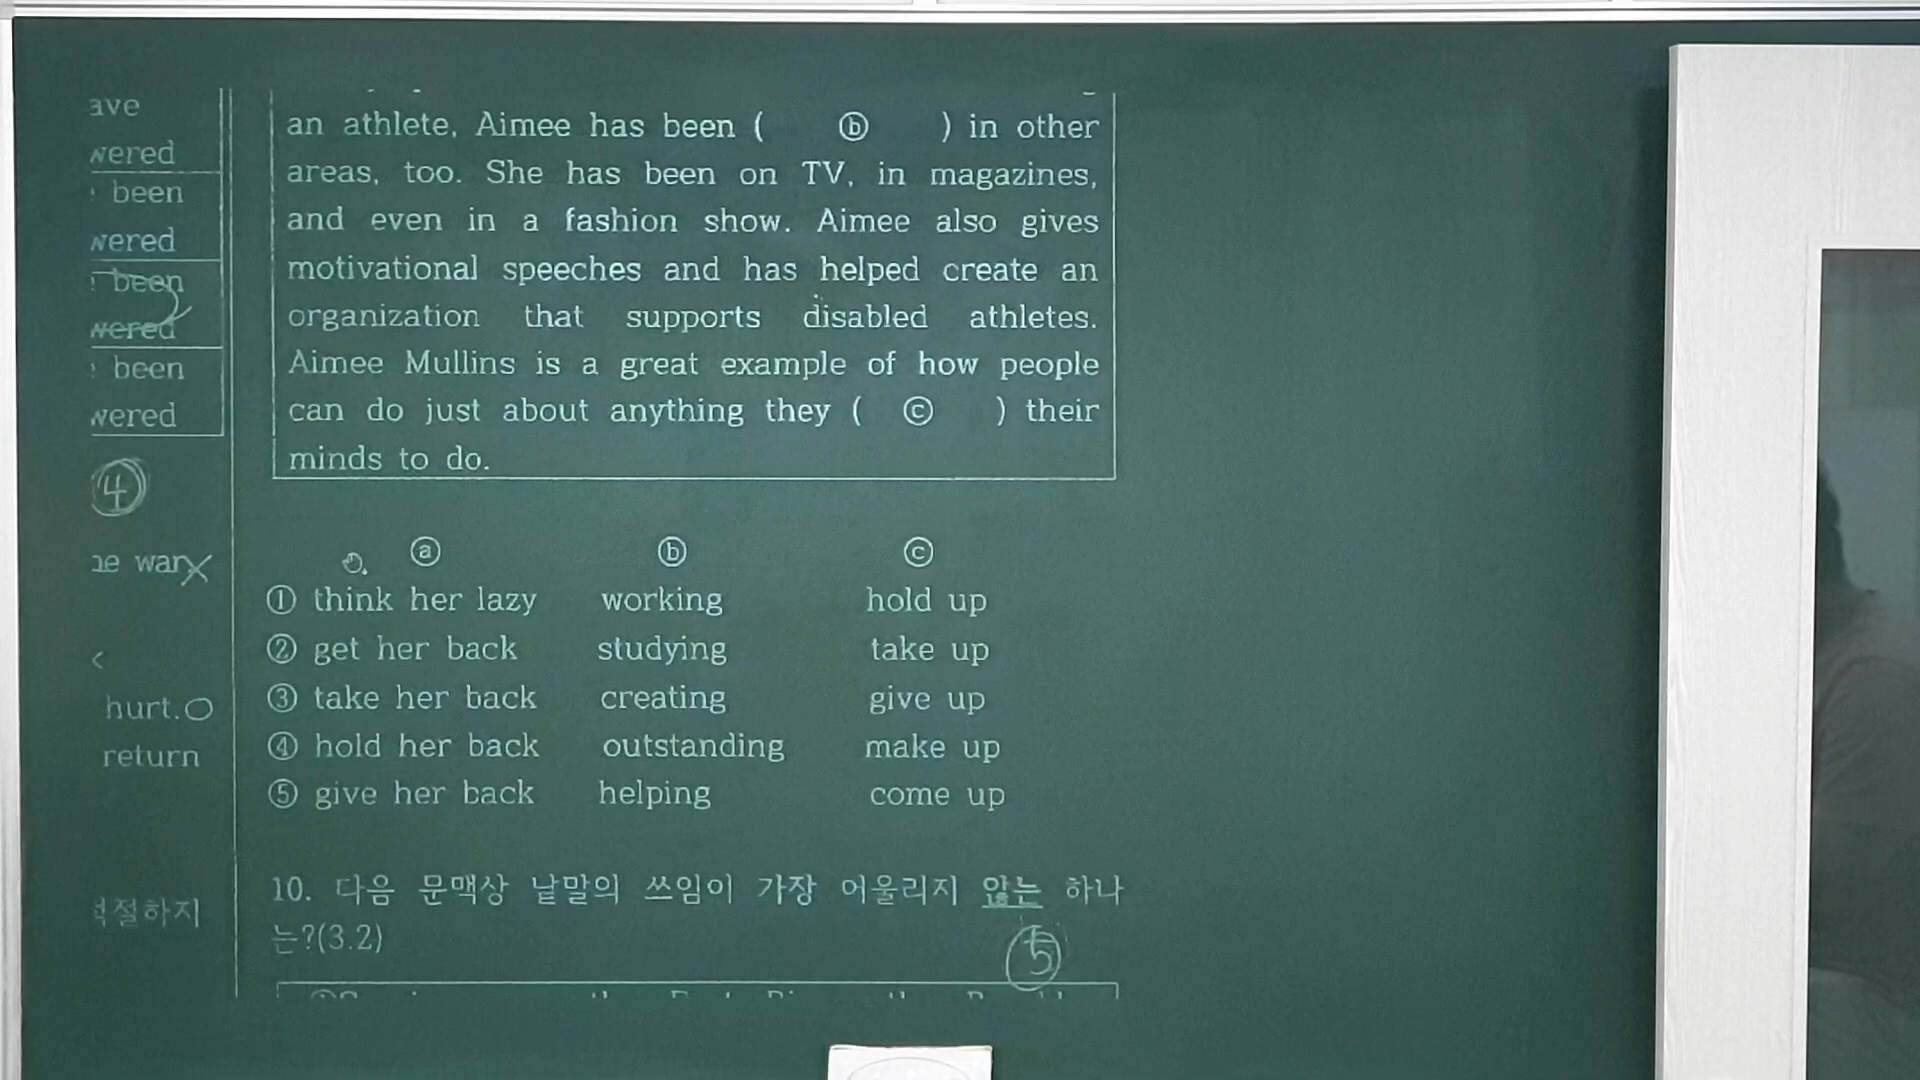 ave
wered
been
wered
been
wered
been
wered
④
ne war X
<
hurt. O
return
절하지
an athlete, Aimee has been ( ⓑ ) in other
areas, too. She has been on TV, in magazines,
and even in a fashion show. Aimee also gives
motivational speeches and has helped create an
organization that supports disabled athletes.
Aimee Mullins is a great example of how people
can do just about anything they ( ⓒ ) their
minds to do.
ⓐ ⓑ ⓒ
① think her lazy working hold up
② get her back studying take up
③ take her back creating give up
④ hold her back outstanding make up
⑤ give her back helping come up
10. 다음 문맥상 낱말의 쓰임이 가장 어울리지 않는 하나
는?(3.2)
⑤